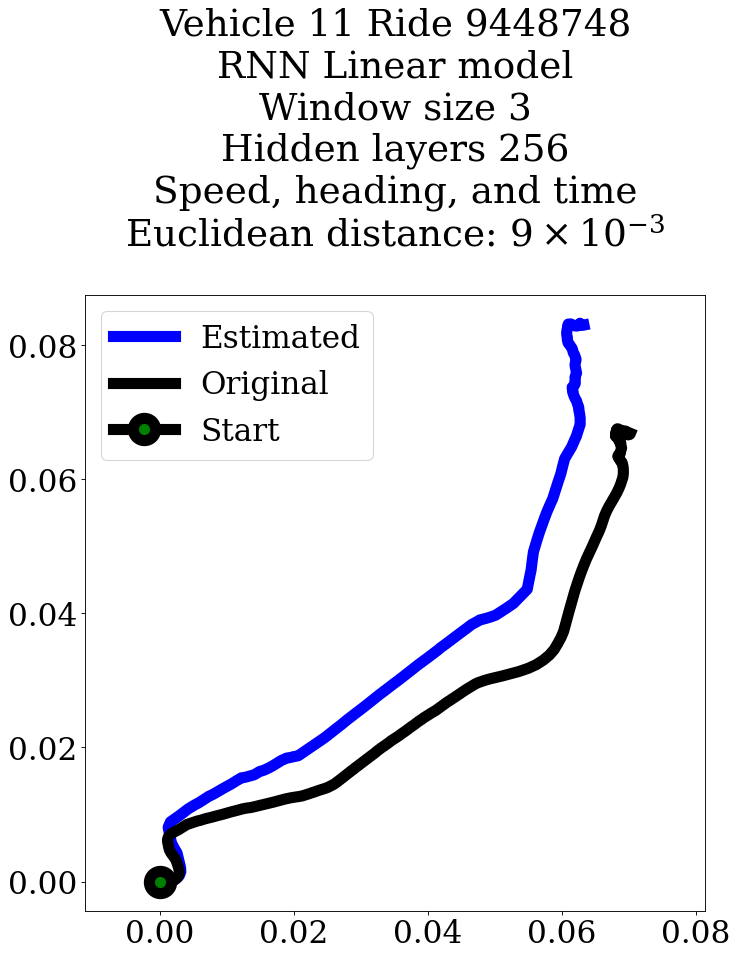 Vehicle 11 Ride 9448748
RNN Linear model
Window size 3
Hidden layers 256
Speed, heading, and time
Euclidean distance: 9 × 10⁻³
Estimated
Original
Start
0.08
0.06
0.04
0.02
0.00
0.00 0.02 0.04 0.06 0.08